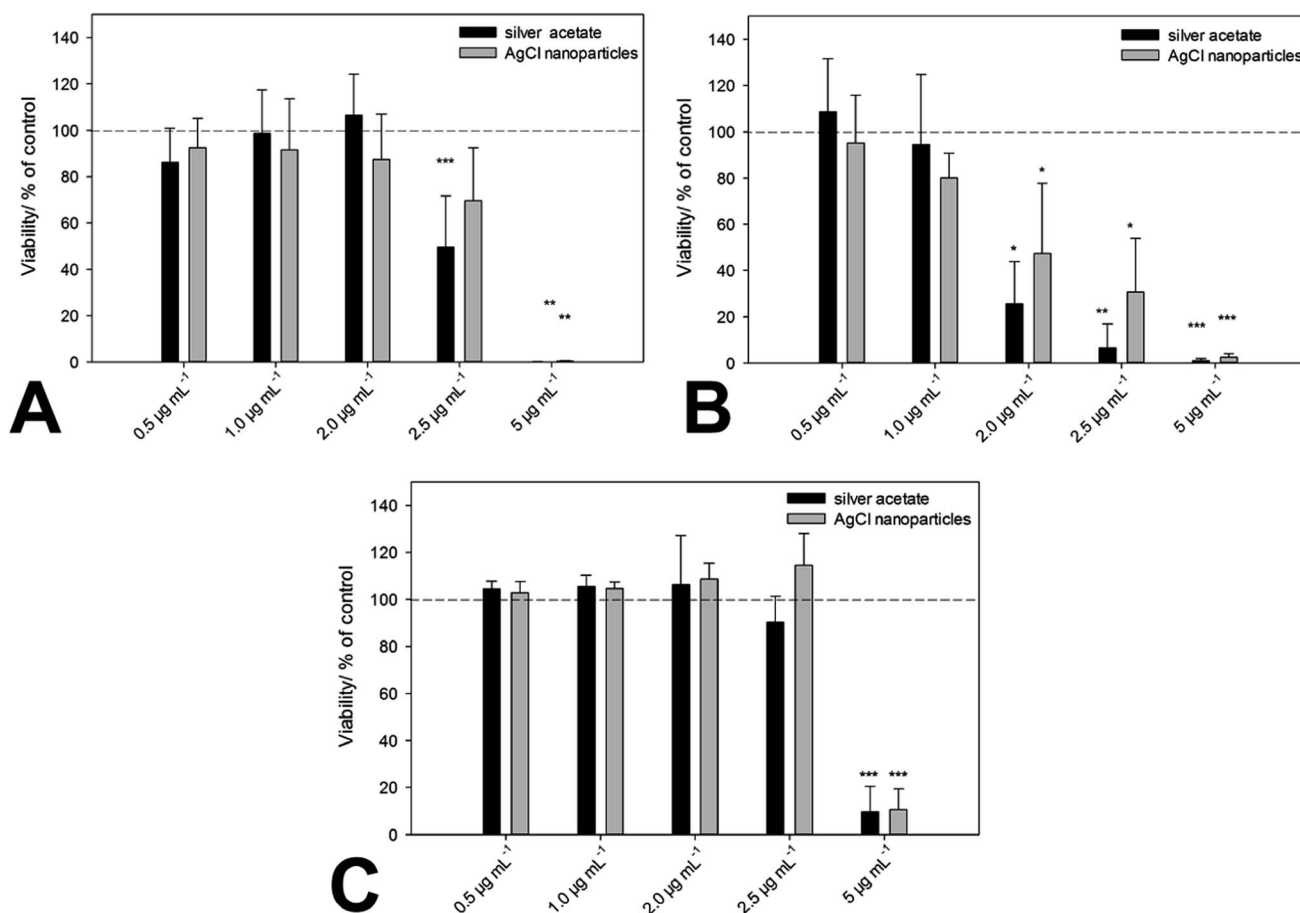 silver acetate
AgCl nanoparticles
Viability/ % of control
140
120
100
80
60
40
20
0
***
**
**
0.5 µg mL⁻¹
1.0 µg mL⁻¹
2.0 µg mL⁻¹
2.5 µg mL⁻¹
5 µg mL⁻¹
A
silver acetate
AgCl nanoparticles
Viability/ % of control
140
120
100
80
60
40
20
0
*
*
**
*
***
***
0.5 µg mL⁻¹
1.0 µg mL⁻¹
2.0 µg mL⁻¹
2.5 µg mL⁻¹
5 µg mL⁻¹
B
silver acetate
AgCl nanoparticles
Viability/ % of control
140
120
100
80
60
40
20
0
***
***
0.5 µg mL⁻¹
1.0 µg mL⁻¹
2.0 µg mL⁻¹
2.5 µg mL⁻¹
5 µg mL⁻¹
C